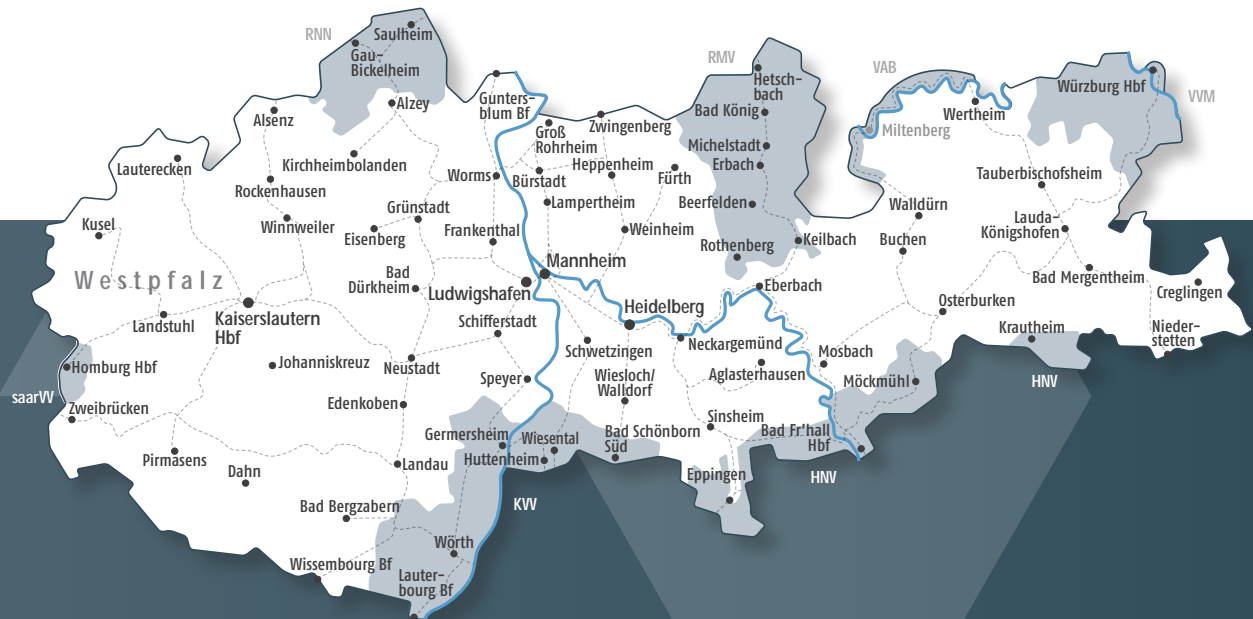 RNN
Saulheim
Gau-
Bickelheim
Alzey
Alsenz
Gunters-
blum Bf
Groß
Rohrheim
Zwingenberg
RMV
Hetsch-
bach
Bad König
Michelstadt
Erbach
Beerfelden
Rothenberg
Keilbach
VAB
Miltenberg
Wertheim
Würzburg Hbf
VVM
Lauterecken
Kirchheimbolanden
Rockenhausen
Winnweiler
Worms
Bürstadt
Heppenheim
Fürth
Lampertheim
Weinheim
Kusel
Grünstadt
Eisenberg
Frankenthal
Tauberbischofsheim
Walldürn
Lauda-
Königshofen
Buchen
Bad Mergentheim
Creglingen
Westpfalz
Bad
Dürkheim
Mannheim
Ludwigshafen
Heidelberg
Eberbach
Osterburken
Krautheim
Nieder-
stetten
Landstuhl
Kaiserslautern
Hbf
Schifferstadt
Schwetzingen
Neckargemünd
Mosbach
Möckmühl
HNV
Homburg Hbf
saarVV
Zweibrücken
Johanniskreuz
Neustadt
Speyer
Wiesloch/
Walldorf
Aglasterhausen
Edenkoben
Sinsheim
Bad Fr'hall
Hbf
Germersheim
Wiesental
Huttenheim
Bad Schönborn
Süd
Eppingen
HNV
Pirmasens
Dahn
Landau
Bad Bergzabern
KVV
Wörth
Wissembourg Bf
Lauter-
bourg Bf